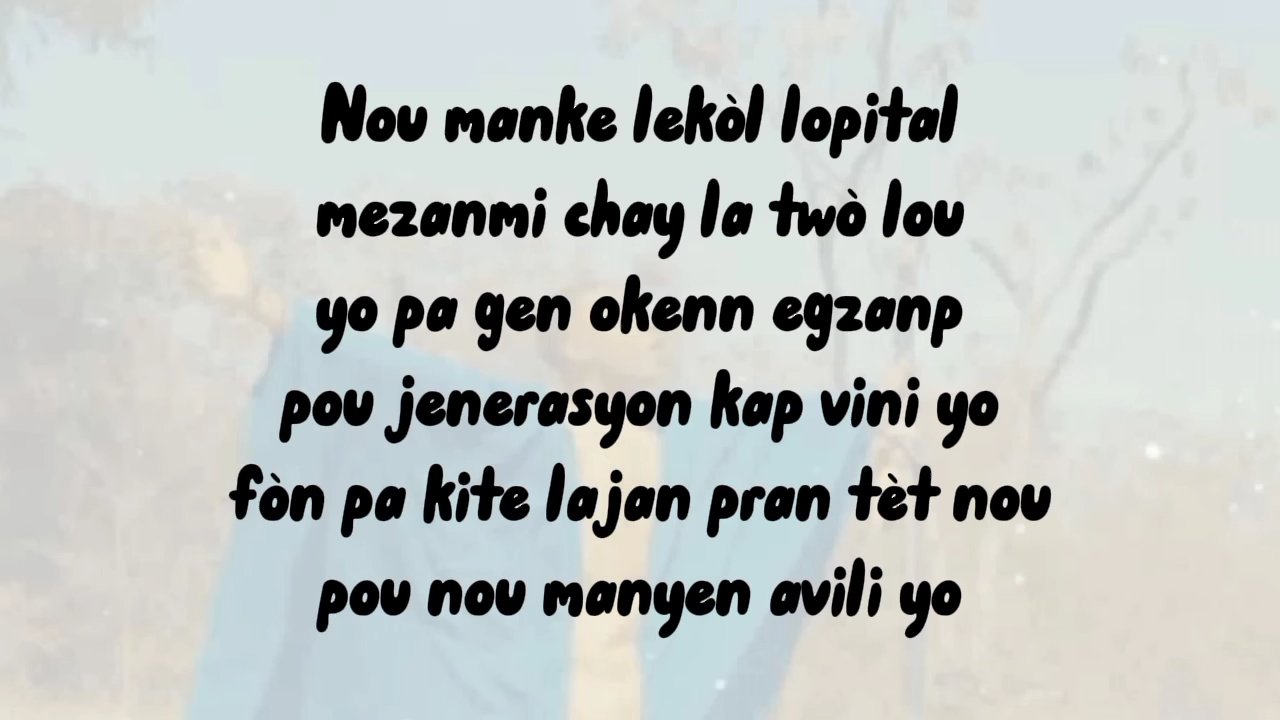 Nou manke lekòl lopital
mezanmi chay la twò lou
yo pa gen okenn egzanp
pou jenerasyon kap vini yo
fòn pa kite lajan pran tèt nou
pou nou manyen avili yo